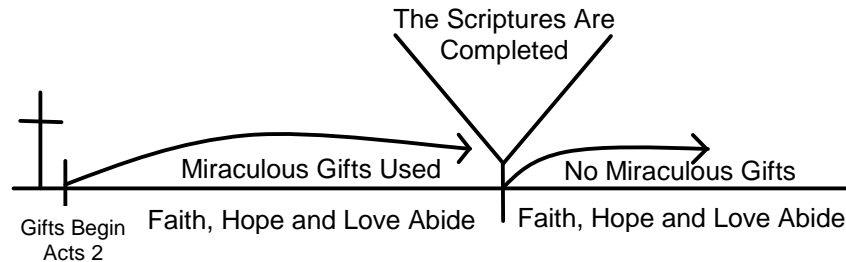 The Scriptures Are
Completed
Miraculous Gifts Used
No Miraculous Gifts
Faith, Hope and Love Abide
Faith, Hope and Love Abide
Gifts Begin
Acts 2